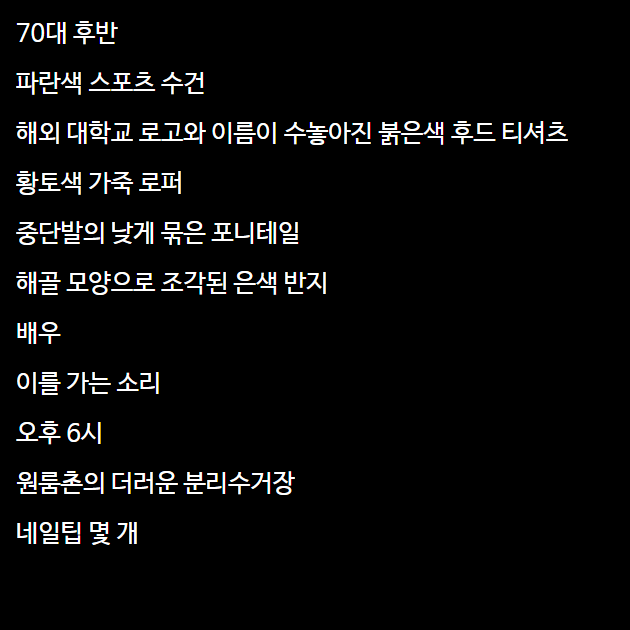 70대 후반
파란색 스포츠 수건
해외 대학교 로고와 이름이 수놓아진 붉은색 후드 티셔츠
황토색 가죽 로퍼
중단발의 낮게 묶은 포니테일
해골 모양으로 조각된 은색 반지
배우
이를 가는 소리
오후 6시
원룸촌의 더러운 분리수거장
네일팁 몇 개